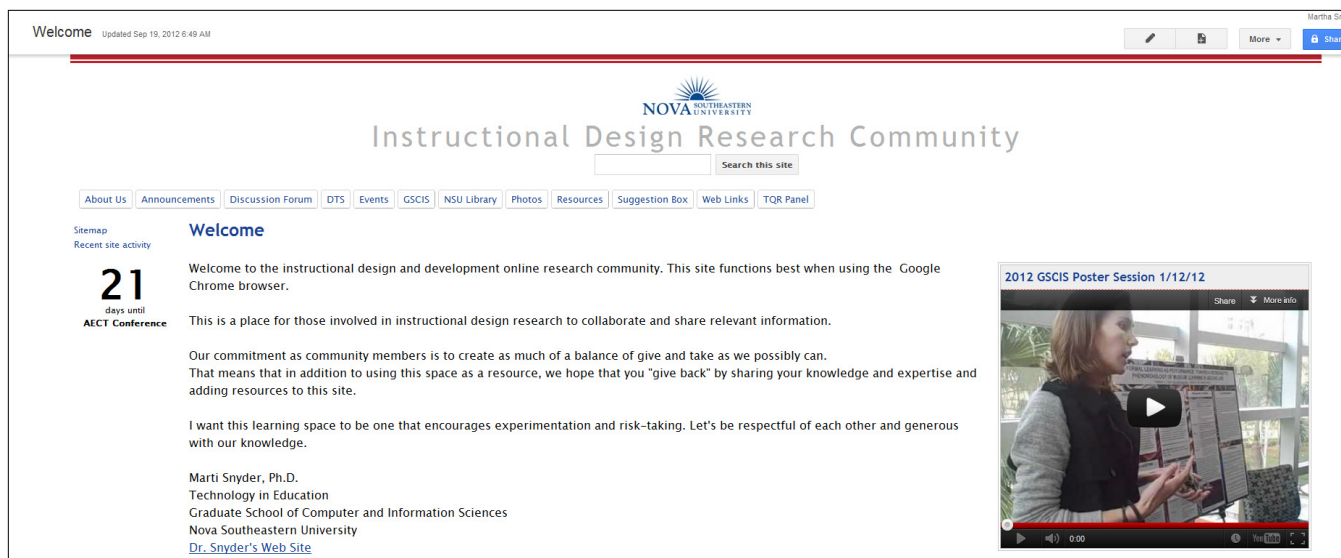 Martha Sn
Welcome Updated Sep 19, 2012 6:49 AM
More
Shar
NOVA SOUTHEASTERN
UNIVERSITY
Instructional Design Research Community
Search this site
About Us Announcements Discussion Forum DTS Events GSCIS NSU Library Photos Resources Suggestion Box Web Links TQR Panel
Sitemap
Recent site activity
21
days until
AECT Conference
Welcome
Welcome to the instructional design and development online research community. This site functions best when using the Google
Chrome browser.
This is a place for those involved in instructional design research to collaborate and share relevant information.
Our commitment as community members is to create as much of a balance of give and take as we possibly can.
That means that in addition to using this space as a resource, we hope that you "give back" by sharing your knowledge and expertise and
adding resources to this site.
I want this learning space to be one that encourages experimentation and risk-taking. Let's be respectful of each other and generous
with our knowledge.
Marti Snyder, Ph.D.
Technology in Education
Graduate School of Computer and Information Sciences
Nova Southeastern University
Dr. Snyder's Web Site
2012 GSCIS Poster Session 1/12/12
Share More info
0:00 YouTube